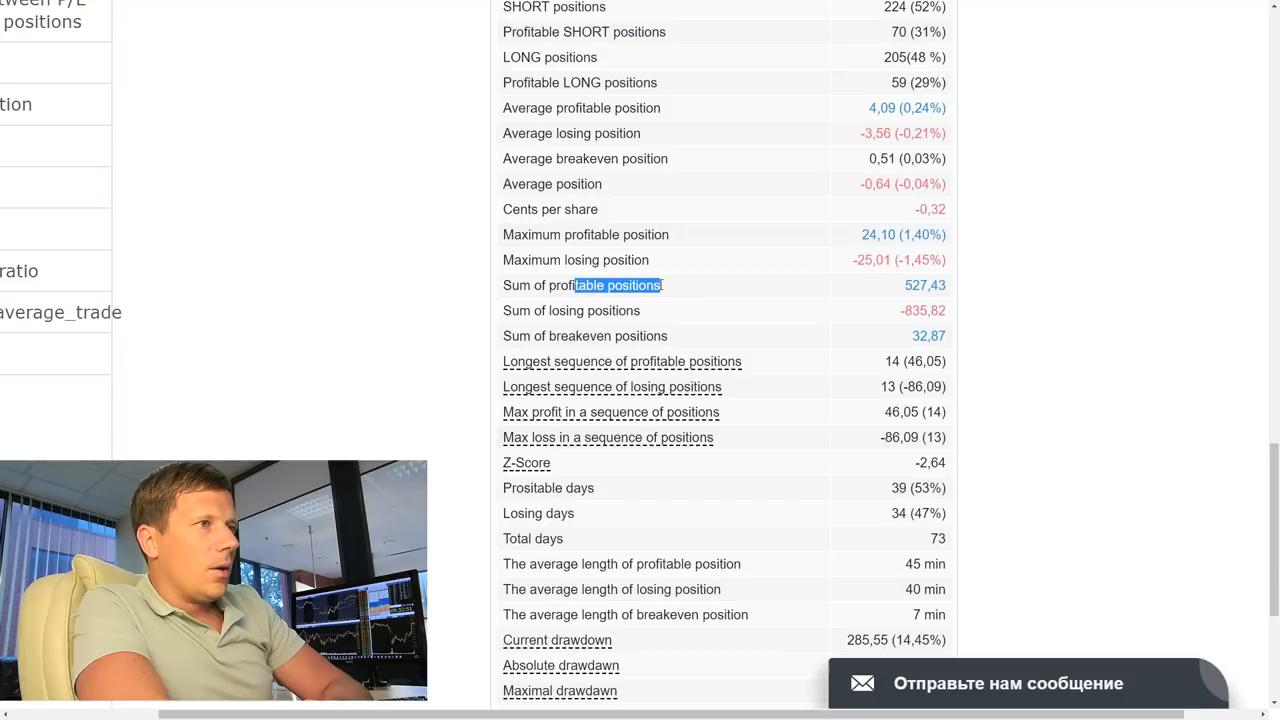 tween P/E
positions
tion
ratio
average_trade
SHORT positions 224 (52%)
Profitable SHORT positions 70 (31%)
LONG positions 205(48 %)
Profitable LONG positions 59 (29%)
Average profitable position 4,09 (0,24%)
Average losing position -3,56 (-0,21%)
Average breakeven position 0,51 (0,03%)
Average position -0,64 (-0,04%)
Cents per share -0,32
Maximum profitable position 24,10 (1,40%)
Maximum losing position -25,01 (-1,45%)
Sum of profitable positions 527,43
Sum of losing positions -835,82
Sum of breakeven positions 32,87
Longest sequence of profitable positions 14 (46,05)
Longest sequence of losing positions 13 (-86,09)
Max profit in a sequence of positions 46,05 (14)
Max loss in a sequence of positions -86,09 (13)
Z-Score -2,64
Prositable days 39 (53%)
Losing days 34 (47%)
Total days 73
The average length of profitable position 45 min
The average length of losing position 40 min
The average length of breakeven position 7 min
Current drawdown 285,55 (14,45%)
Absolute drawdawn
Maximal drawdawn
Отправьте нам сообщение